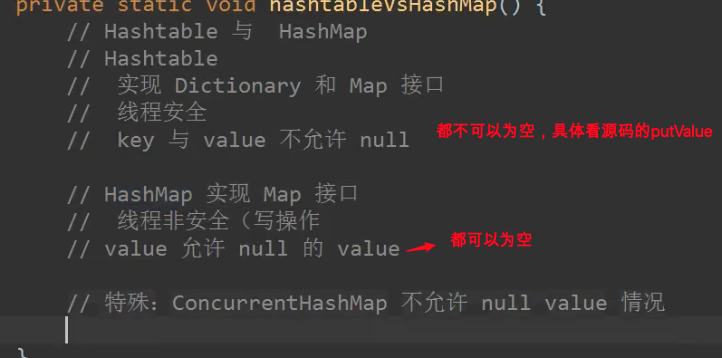 private static void hashtableVsHashMap() {
// Hashtable 与 HashMap
// Hashtable
// 实现 Dictionary 和 Map 接口
// 线程安全
// key 与 value 不允许 null
都不可以为空，具体看源码的putValue
// HashMap 实现 Map 接口
// 线程非安全（写操作
// value 允许 null 的 value
都可以为空
// 特殊：ConcurrentHashMap 不允许 null value 情况
}